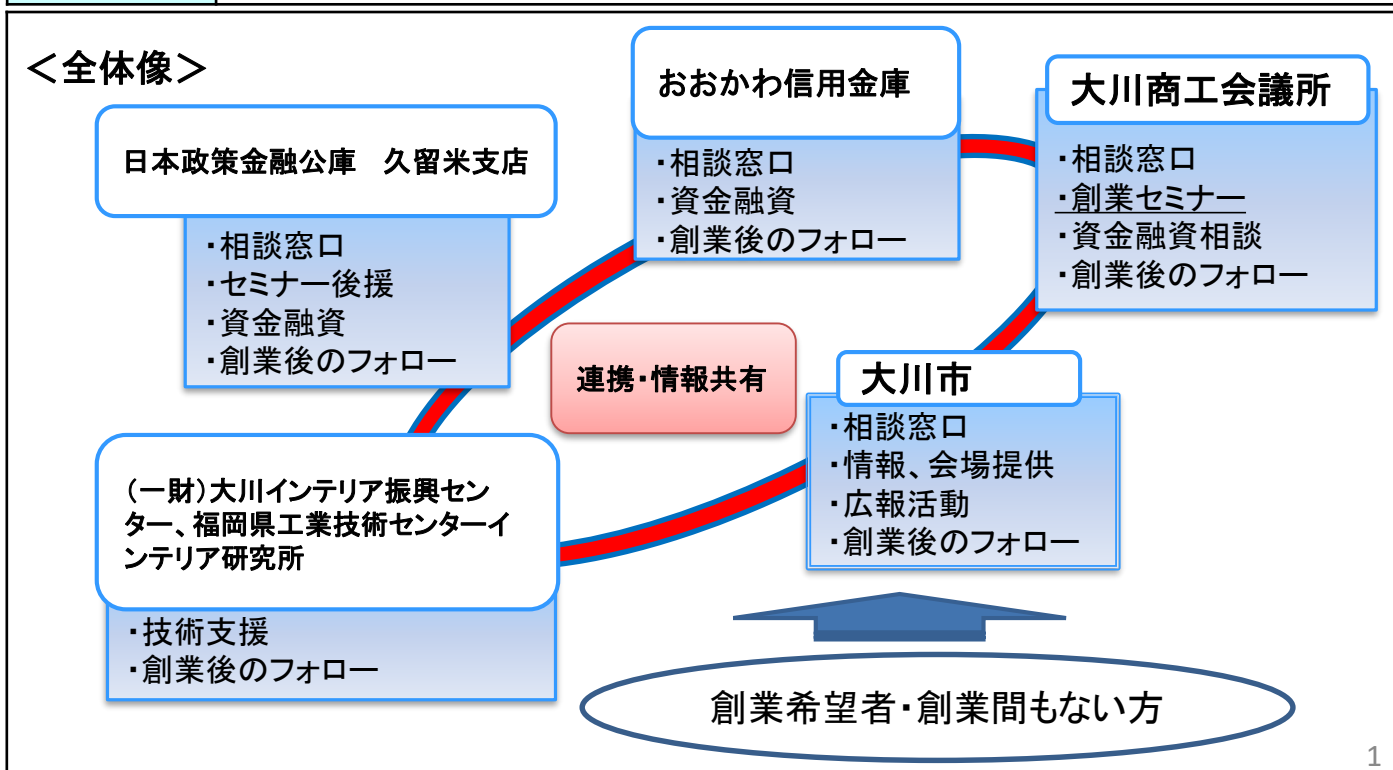 ＜全体像＞
日本政策金融公庫　久留米支店
・相談窓口
・セミナー後援
・資金融資
・創業後のフォロー
おおかわ信用金庫
・相談窓口
・資金融資
・創業後のフォロー
大川商工会議所
・相談窓口
・創業セミナー
・資金融資相談
・創業後のフォロー
連携・情報共有
大川市
・相談窓口
・情報、会場提供
・広報活動
・創業後のフォロー
（一財）大川インテリア振興セン
ター、福岡県工業技術センターイ
ンテリア研究所
・技術支援
・創業後のフォロー
創業希望者・創業間もない方
1